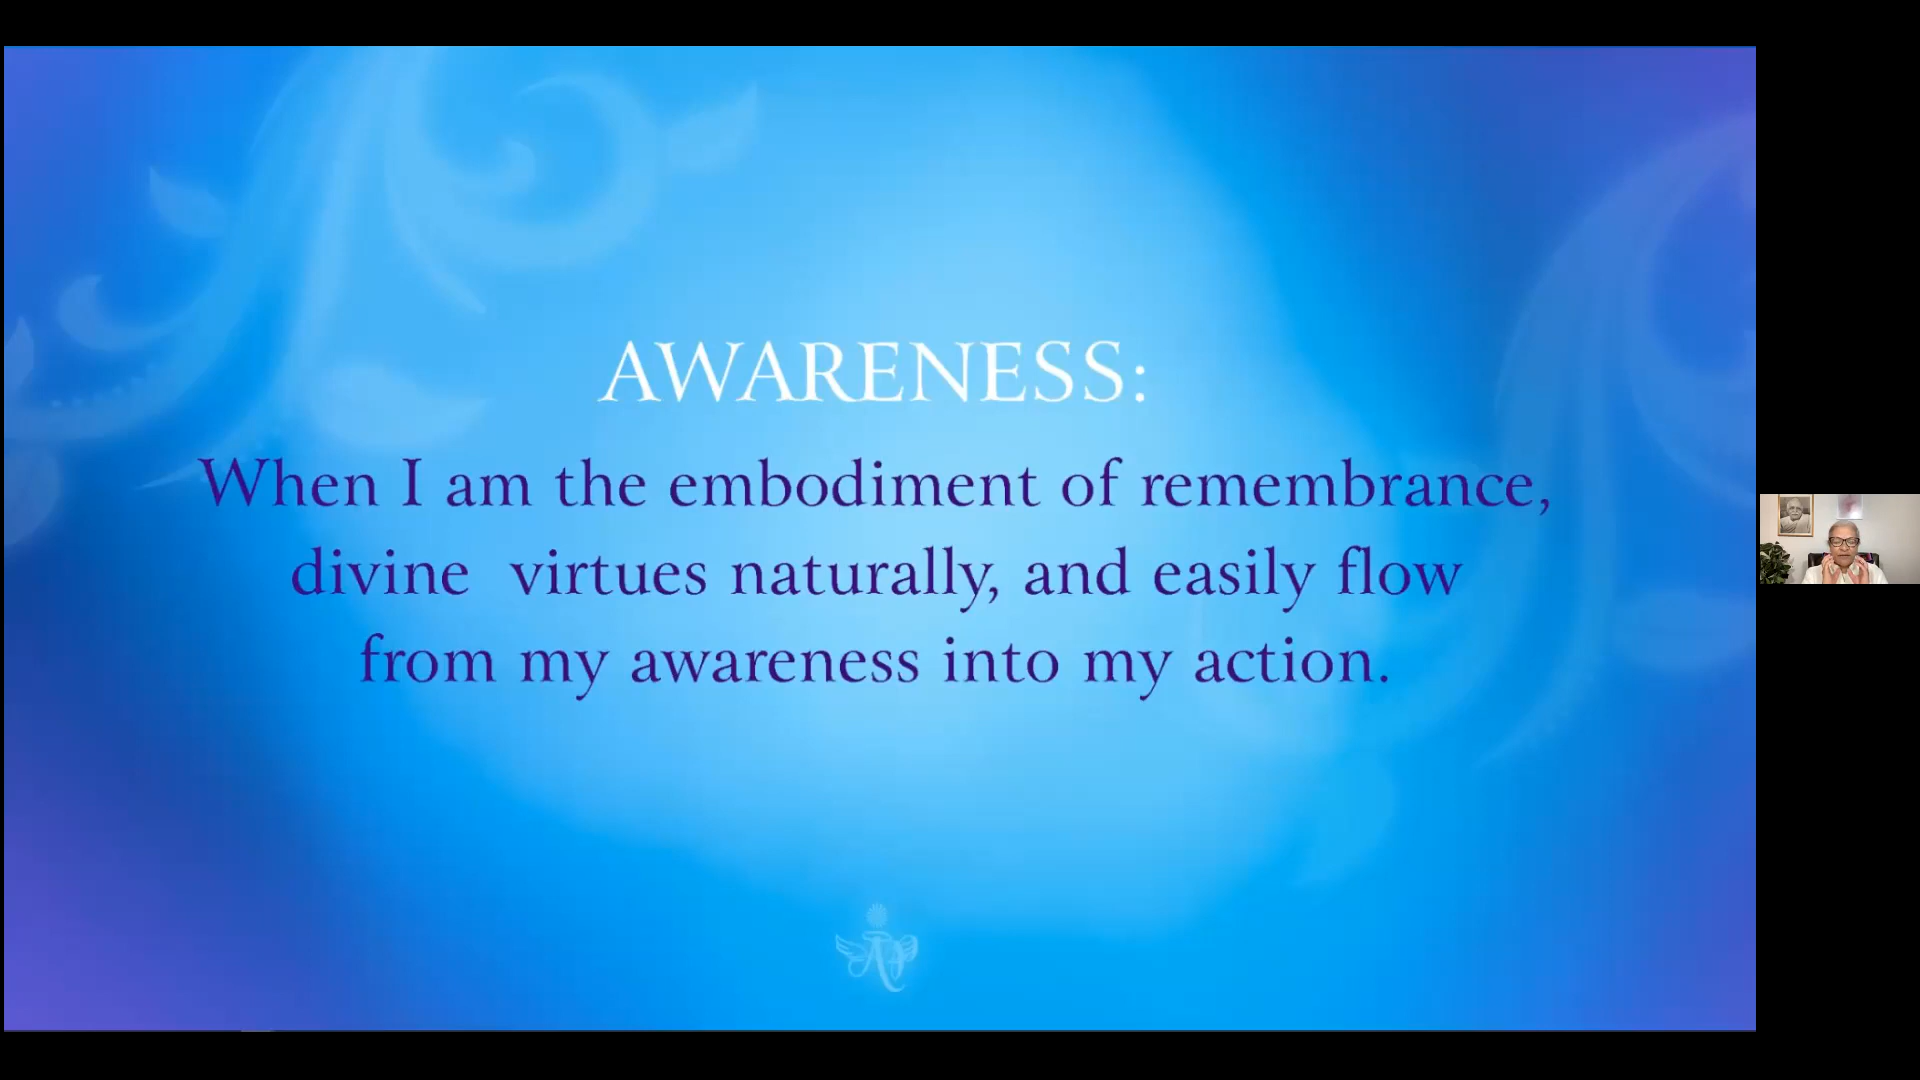 AWARENESS:
When I am the embodiment of remembrance,
divine  virtues naturally, and easily flow
from my awareness into my action.